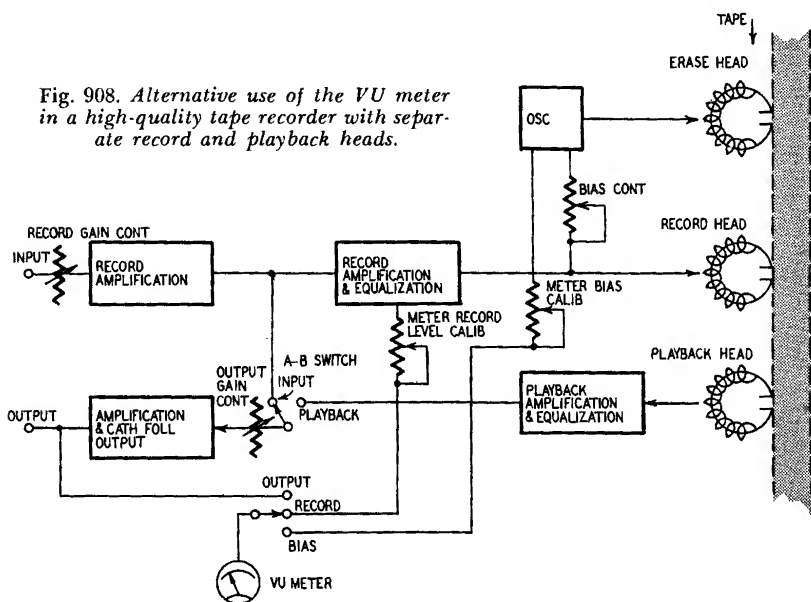 TAPE
ERASE HEAD
Fig. 908. Alternative use of the VU meter
in a high-quality tape recorder with separ-
ate record and playback heads.
OSC
BIAS CONT
RECORD GAIN CONT
INPUT
RECORD
AMPLIFICATION
RECORD
AMPLIFICATION
& EQUALIZATION
RECORD HEAD
METER BIAS
CALIB
METER RECORD
LEVEL CALIB
A-B SWITCH
INPUT
OUTPUT
GAIN
CONT
PLAYBACK
PLAYBACK HEAD
PLAYBACK
AMPLIFICATION
& EQUALIZATION
OUTPUT
AMPLIFICATION
& CATH FOLL
OUTPUT
OUTPUT
RECORD
BIAS
VU METER